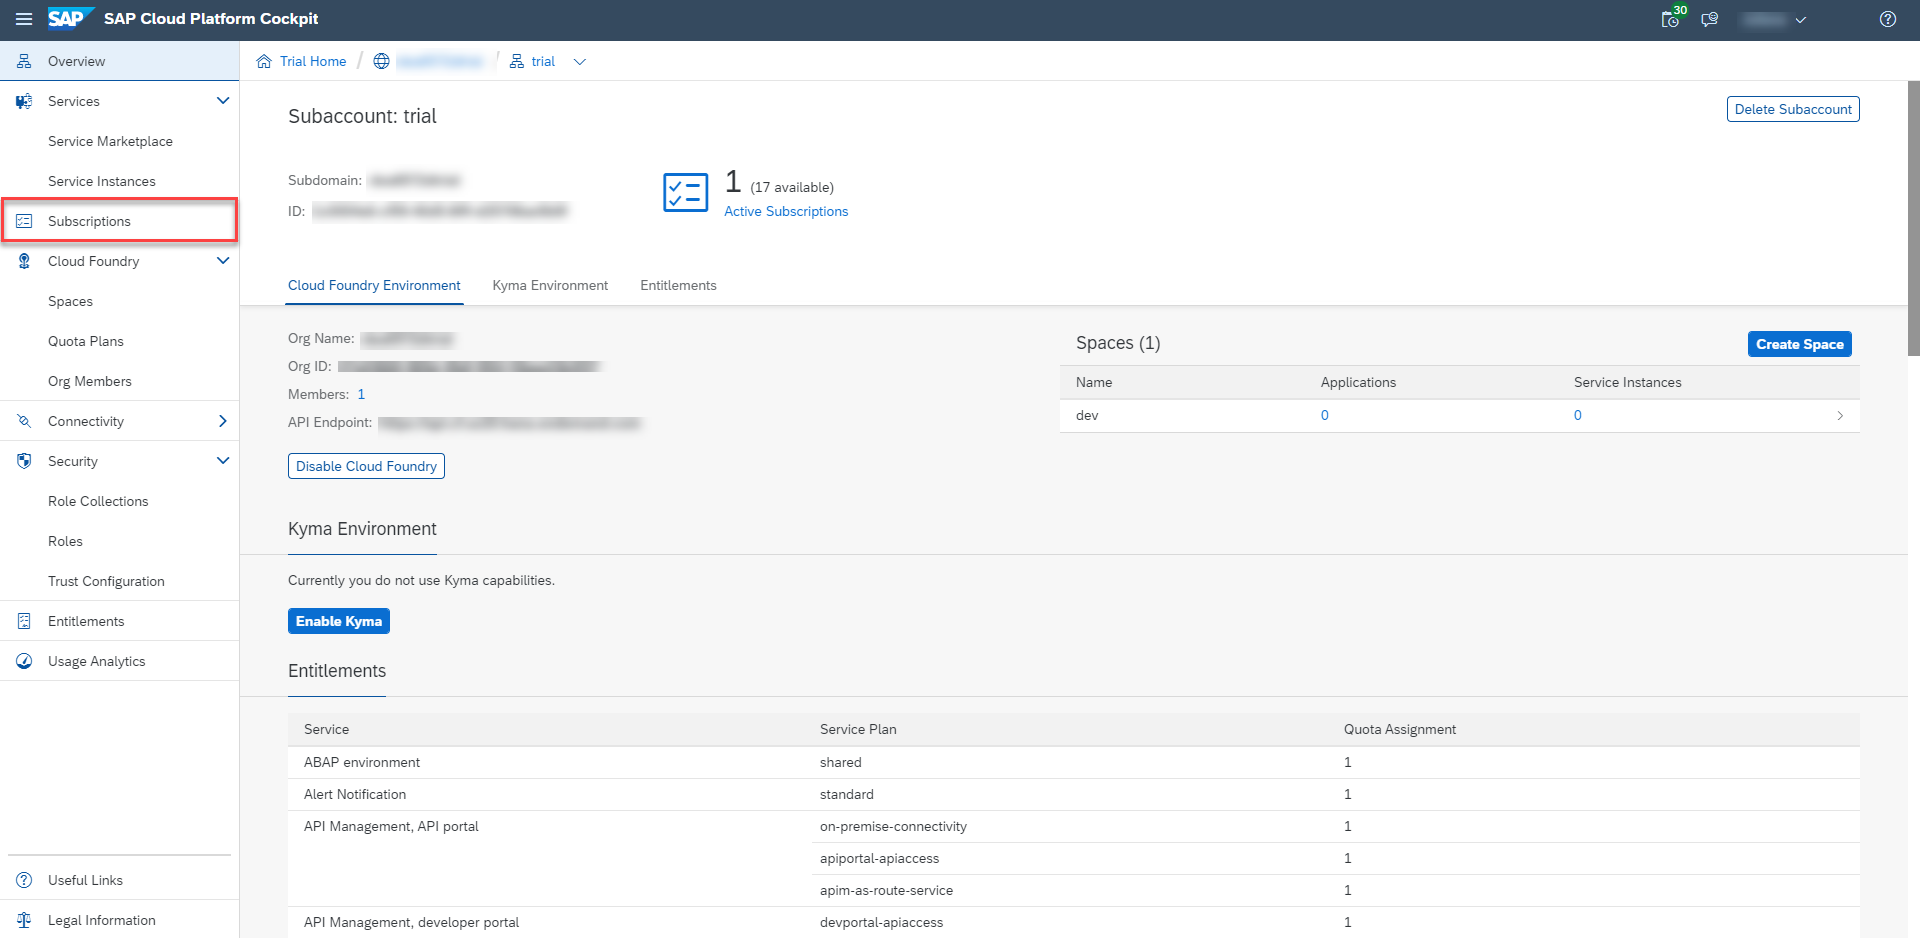 SAP SAP Cloud Platform Cockpit
30
Overview
Services
Service Marketplace
Service Instances
Subscriptions
Cloud Foundry
Spaces
Quota Plans
Org Members
Connectivity
Security
Role Collections
Roles
Trust Configuration
Entitlements
Usage Analytics
Useful Links
Legal Information
Trial Home / / trial
Subaccount: trial
Delete Subaccount
Subdomain:
ID:
1 (17 available)
Active Subscriptions
Cloud Foundry Environment Kyma Environment Entitlements
Org Name:
Org ID:
Members: 1
API Endpoint:
Disable Cloud Foundry
Spaces (1)
Create Space
Name Applications Service Instances
dev 0 0
Kyma Environment
Currently you do not use Kyma capabilities.
Enable Kyma
Entitlements
Service Service Plan Quota Assignment
ABAP environment shared 1
Alert Notification standard 1
API Management, API portal on-premise-connectivity 1
apiportal-apiaccess 1
apim-as-route-service 1
API Management, developer portal devportal-apiaccess 1